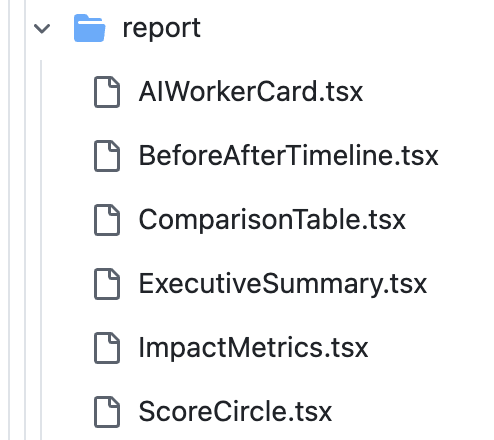 report
AIWorkerCard.tsx
BeforeAfterTimeline.tsx
ComparisonTable.tsx
ExecutiveSummary.tsx
ImpactMetrics.tsx
ScoreCircle.tsx